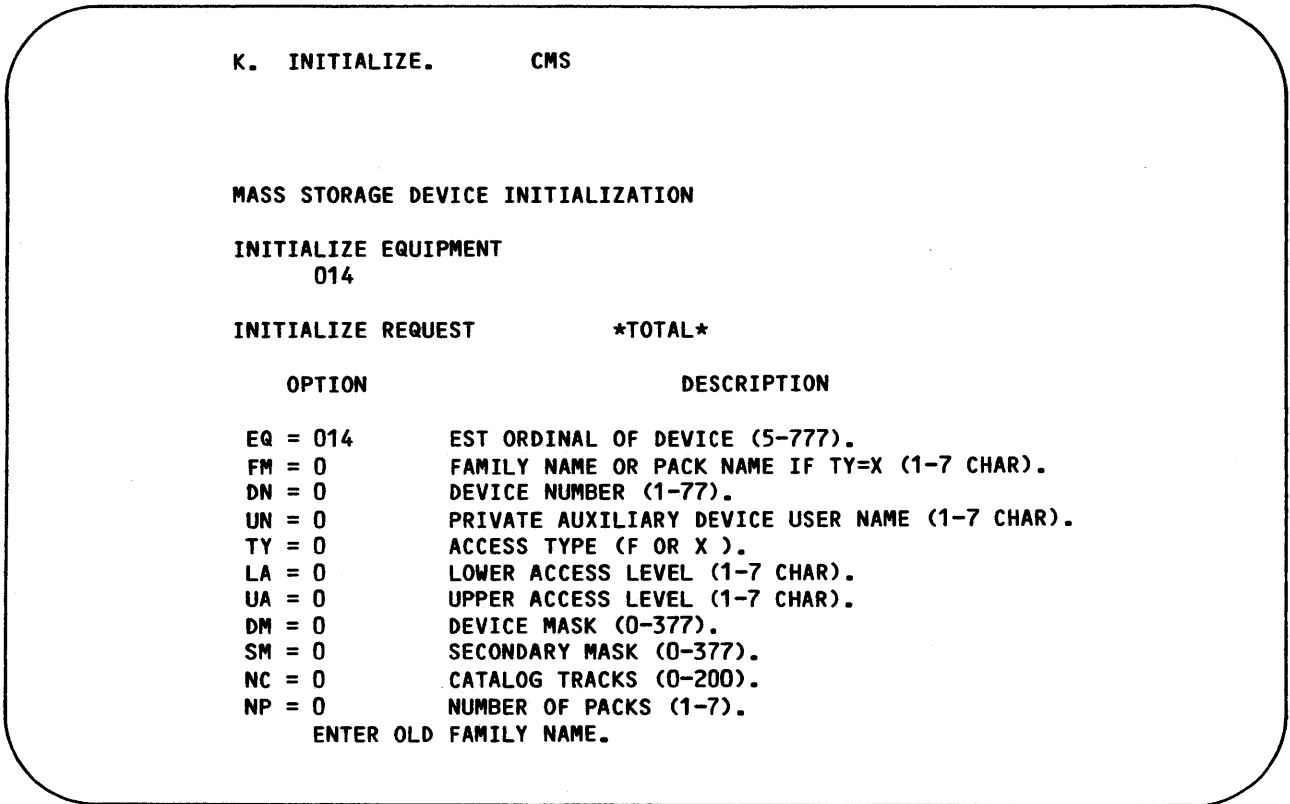 K. INITIALIZE. CMS
MASS STORAGE DEVICE INITIALIZATION
INITIALIZE EQUIPMENT
014
INITIALIZE REQUEST *TOTAL*
OPTION DESCRIPTION
EQ = 014 EST ORDINAL OF DEVICE (5-777).
FM = 0 FAMILY NAME OR PACK NAME IF TY=X (1-7 CHAR).
DN = 0 DEVICE NUMBER (1-77).
UN = 0 PRIVATE AUXILIARY DEVICE USER NAME (1-7 CHAR).
TY = 0 ACCESS TYPE (F OR X ).
LA = 0 LOWER ACCESS LEVEL (1-7 CHAR).
UA = 0 UPPER ACCESS LEVEL (1-7 CHAR).
DM = 0 DEVICE MASK (0-377).
SM = 0 SECONDARY MASK (0-377).
NC = 0 CATALOG TRACKS (0-200).
NP = 0 NUMBER OF PACKS (1-7).
ENTER OLD FAMILY NAME.